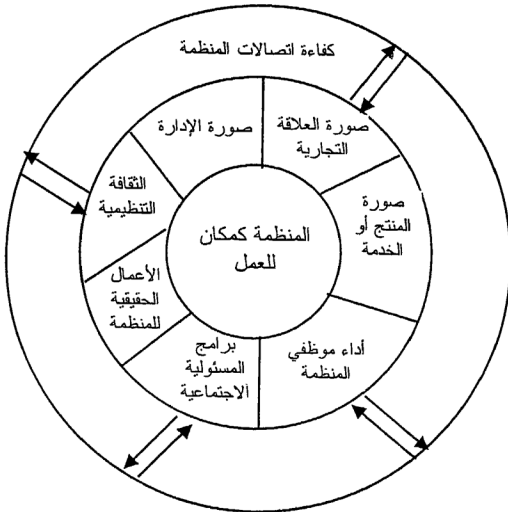 كفاءة اتصالات المنظمة
صورة الإدارة
صورة العلاقة
التجارية
الثقافة
التنظيمية
صورة
المنتج أو
الخدمة
المنظمة كمكان
للعمل
الأعمال
الحقيقية
للمنظمة
برامج
المسئولية
الاجتماعية
أداء موظفي
المنظمة